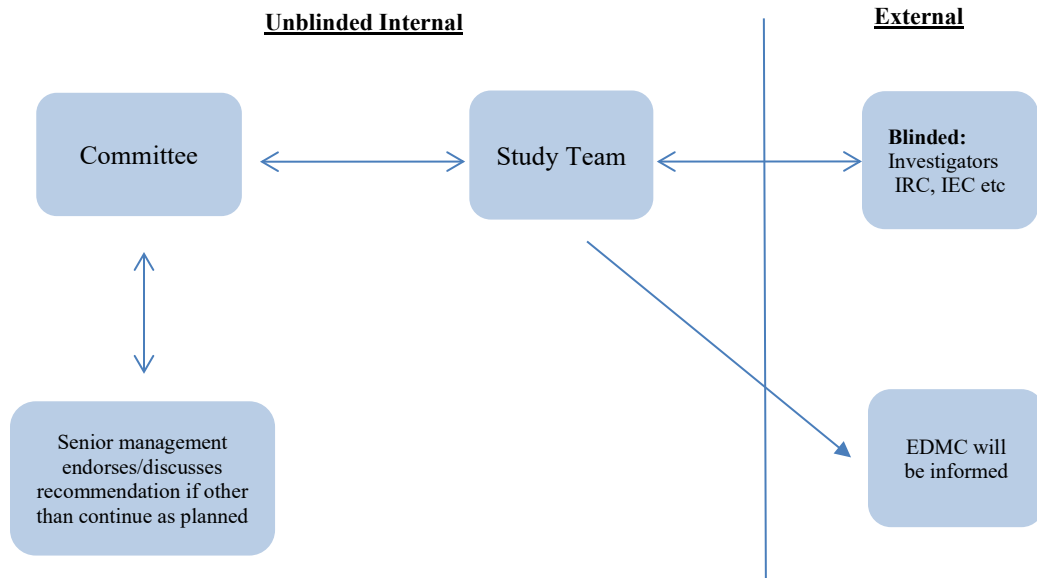 Unblinded Internal
External
Committee
Study Team
Blinded:
Investigators
IRC, IEC etc
Senior management
endorses/discusses
recommendation if other
than continue as planned
EDMC will
be informed